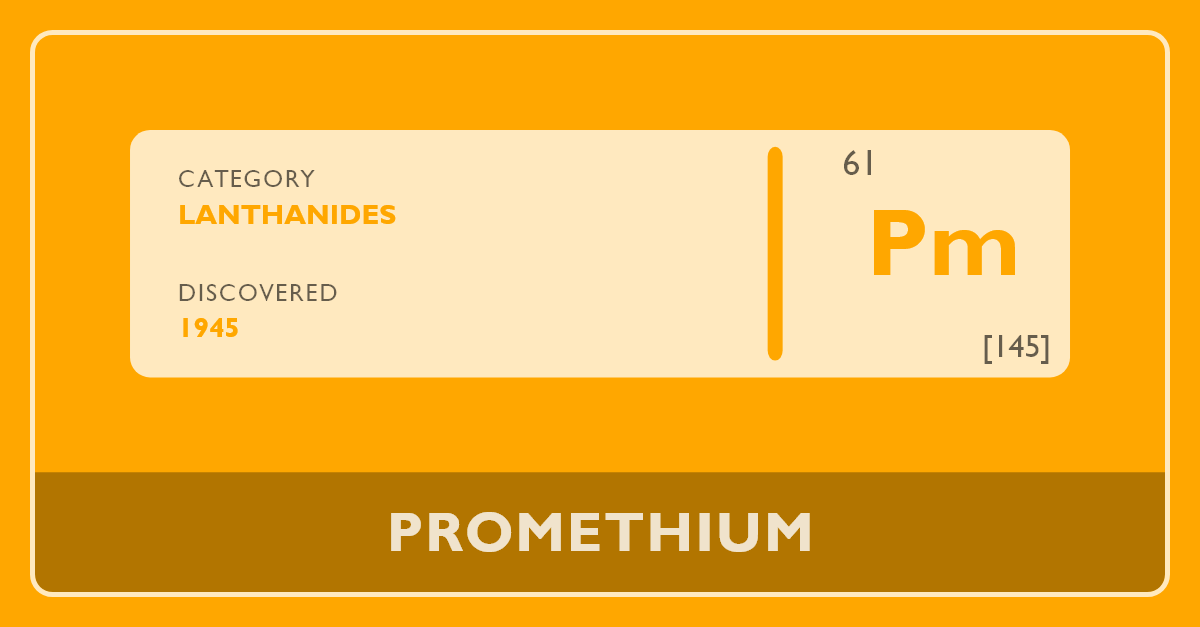 CATEGORY
LANTHANIDES
DISCOVERED
1945
61
Pm
[145]
PROMETHIUM